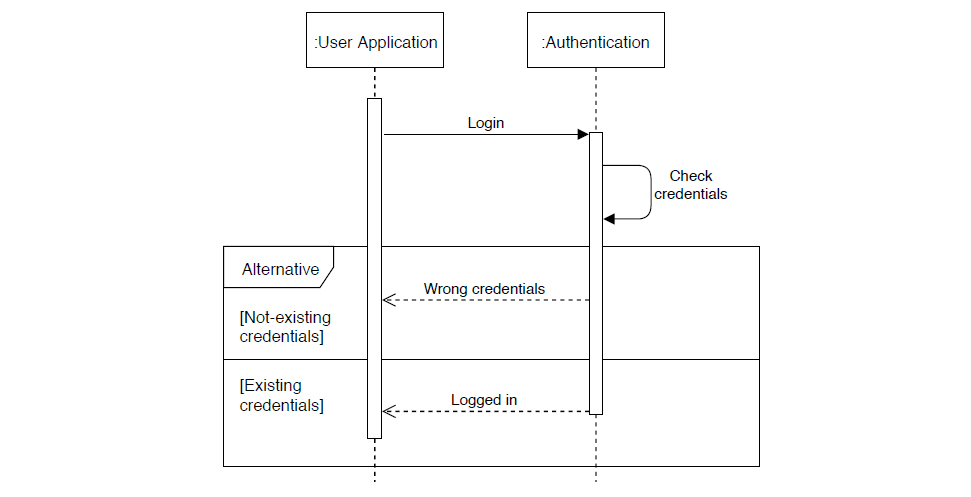 :User Application
:Authentication
Login
Check
credentials
Alternative
Wrong credentials
[Not-existing
credentials]
[Existing
credentials]
Logged in